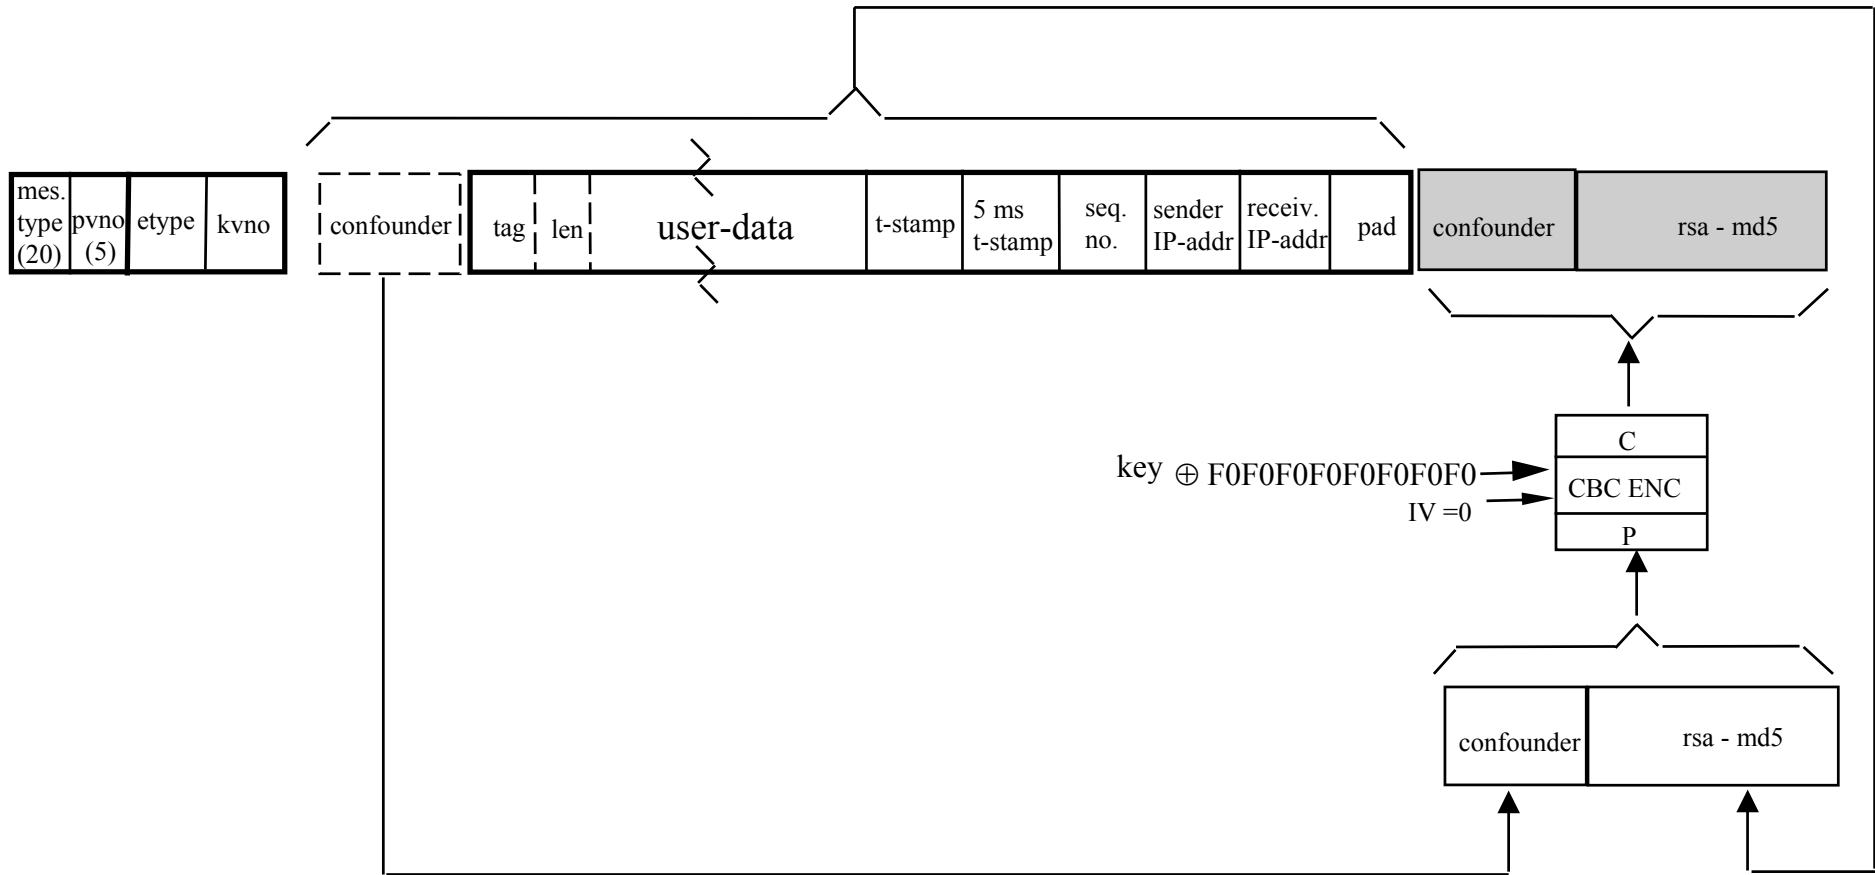 mes.
type
(20)
pvno
(5)
etype
kvno
confounder
tag
len
user-data
t-stamp
5 ms
t-stamp
seq.
no.
sender
IP-addr
receiv.
IP-addr
pad
confounder
rsa - md5
C
key ⊕ F0F0F0F0F0F0F0F0
CBC ENC
IV =0
P
confounder
rsa - md5